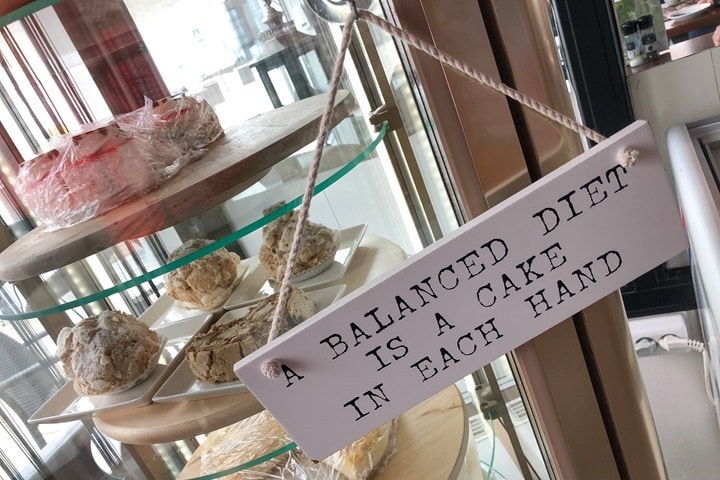 A BALANCED DIET
IS A CAKE
IN EACH HAND